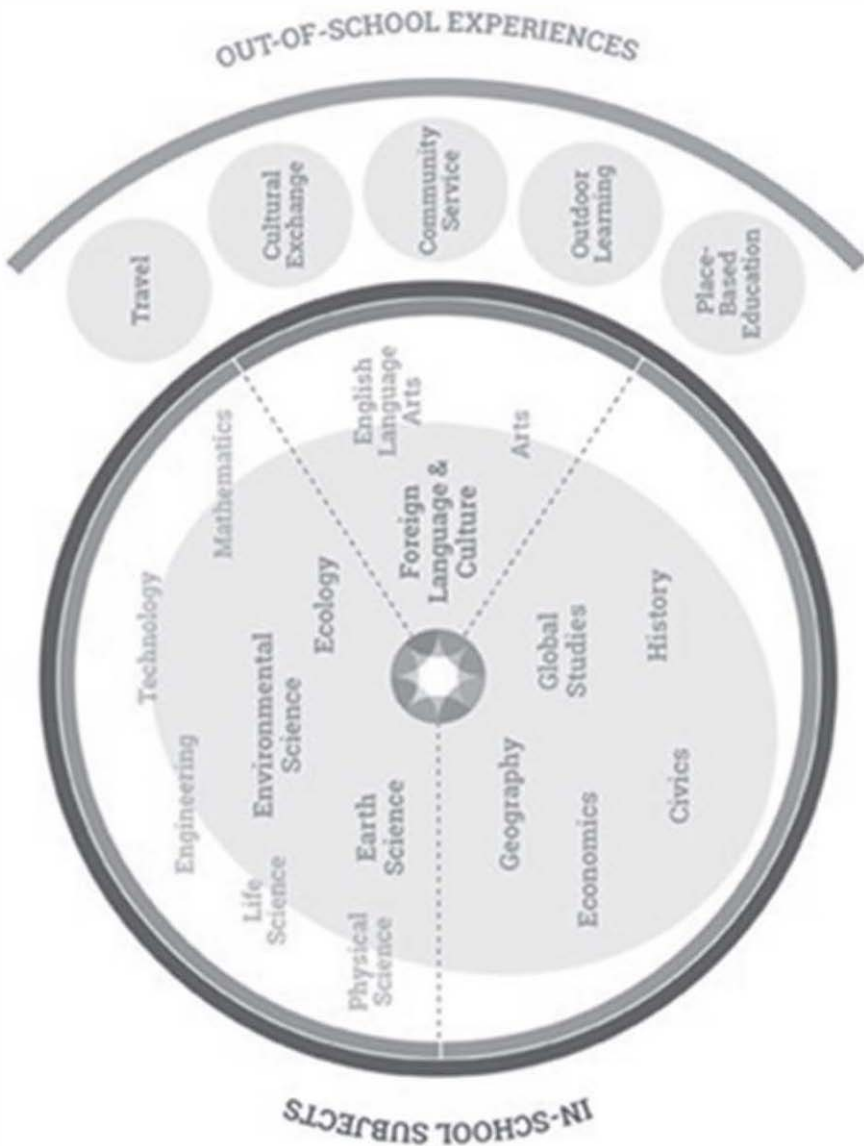 OUT-OF-SCHOOL EXPERIENCES
Travel
Cultural
Exchange
Community
Service
Outdoor
Learning
Place-
Based
Education
Mathematics
Technology
Engineering
Ecology
Environmental
Science
Life
Science
Earth
Science
Physical
Science
English
Language
Arts
Foreign
Language &
Culture
Arts
Global
Studies
History
Geography
Economics
Civics
IN-SCHOOL SUBJECTS